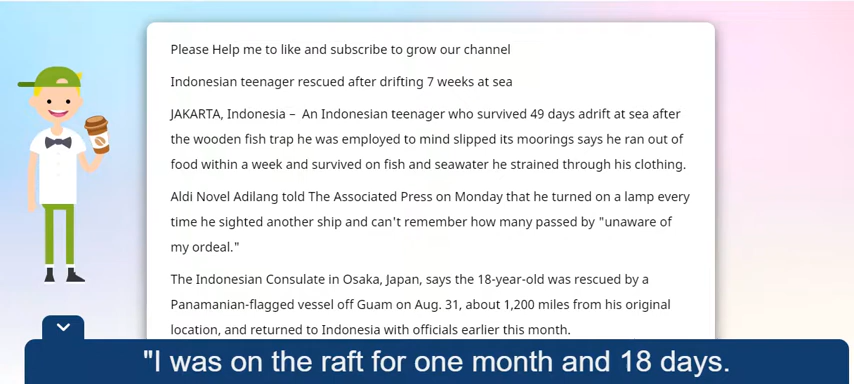 Please Help me to like and subscribe to grow our channel
Indonesian teenager rescued after drifting 7 weeks at sea
JAKARTA, Indonesia – An Indonesian teenager who survived 49 days adrift at sea after
the wooden fish trap he was employed to mind slipped its moorings says he ran out of
food within a week and survived on fish and seawater he strained through his clothing.
Aldi Novel Adilang told The Associated Press on Monday that he turned on a lamp every
time he sighted another ship and can't remember how many passed by "unaware of
my ordeal."
The Indonesian Consulate in Osaka, Japan, says the 18-year-old was rescued by a
Panamanian-flagged vessel off Guam on Aug. 31, about 1,200 miles from his original
location, and returned to Indonesia with officials earlier this month.
"I was on the raft for one month and 18 days.